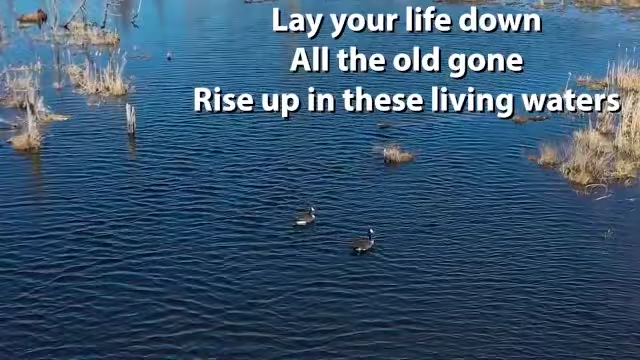 Lay your life down
All the old gone
Rise up in these living waters